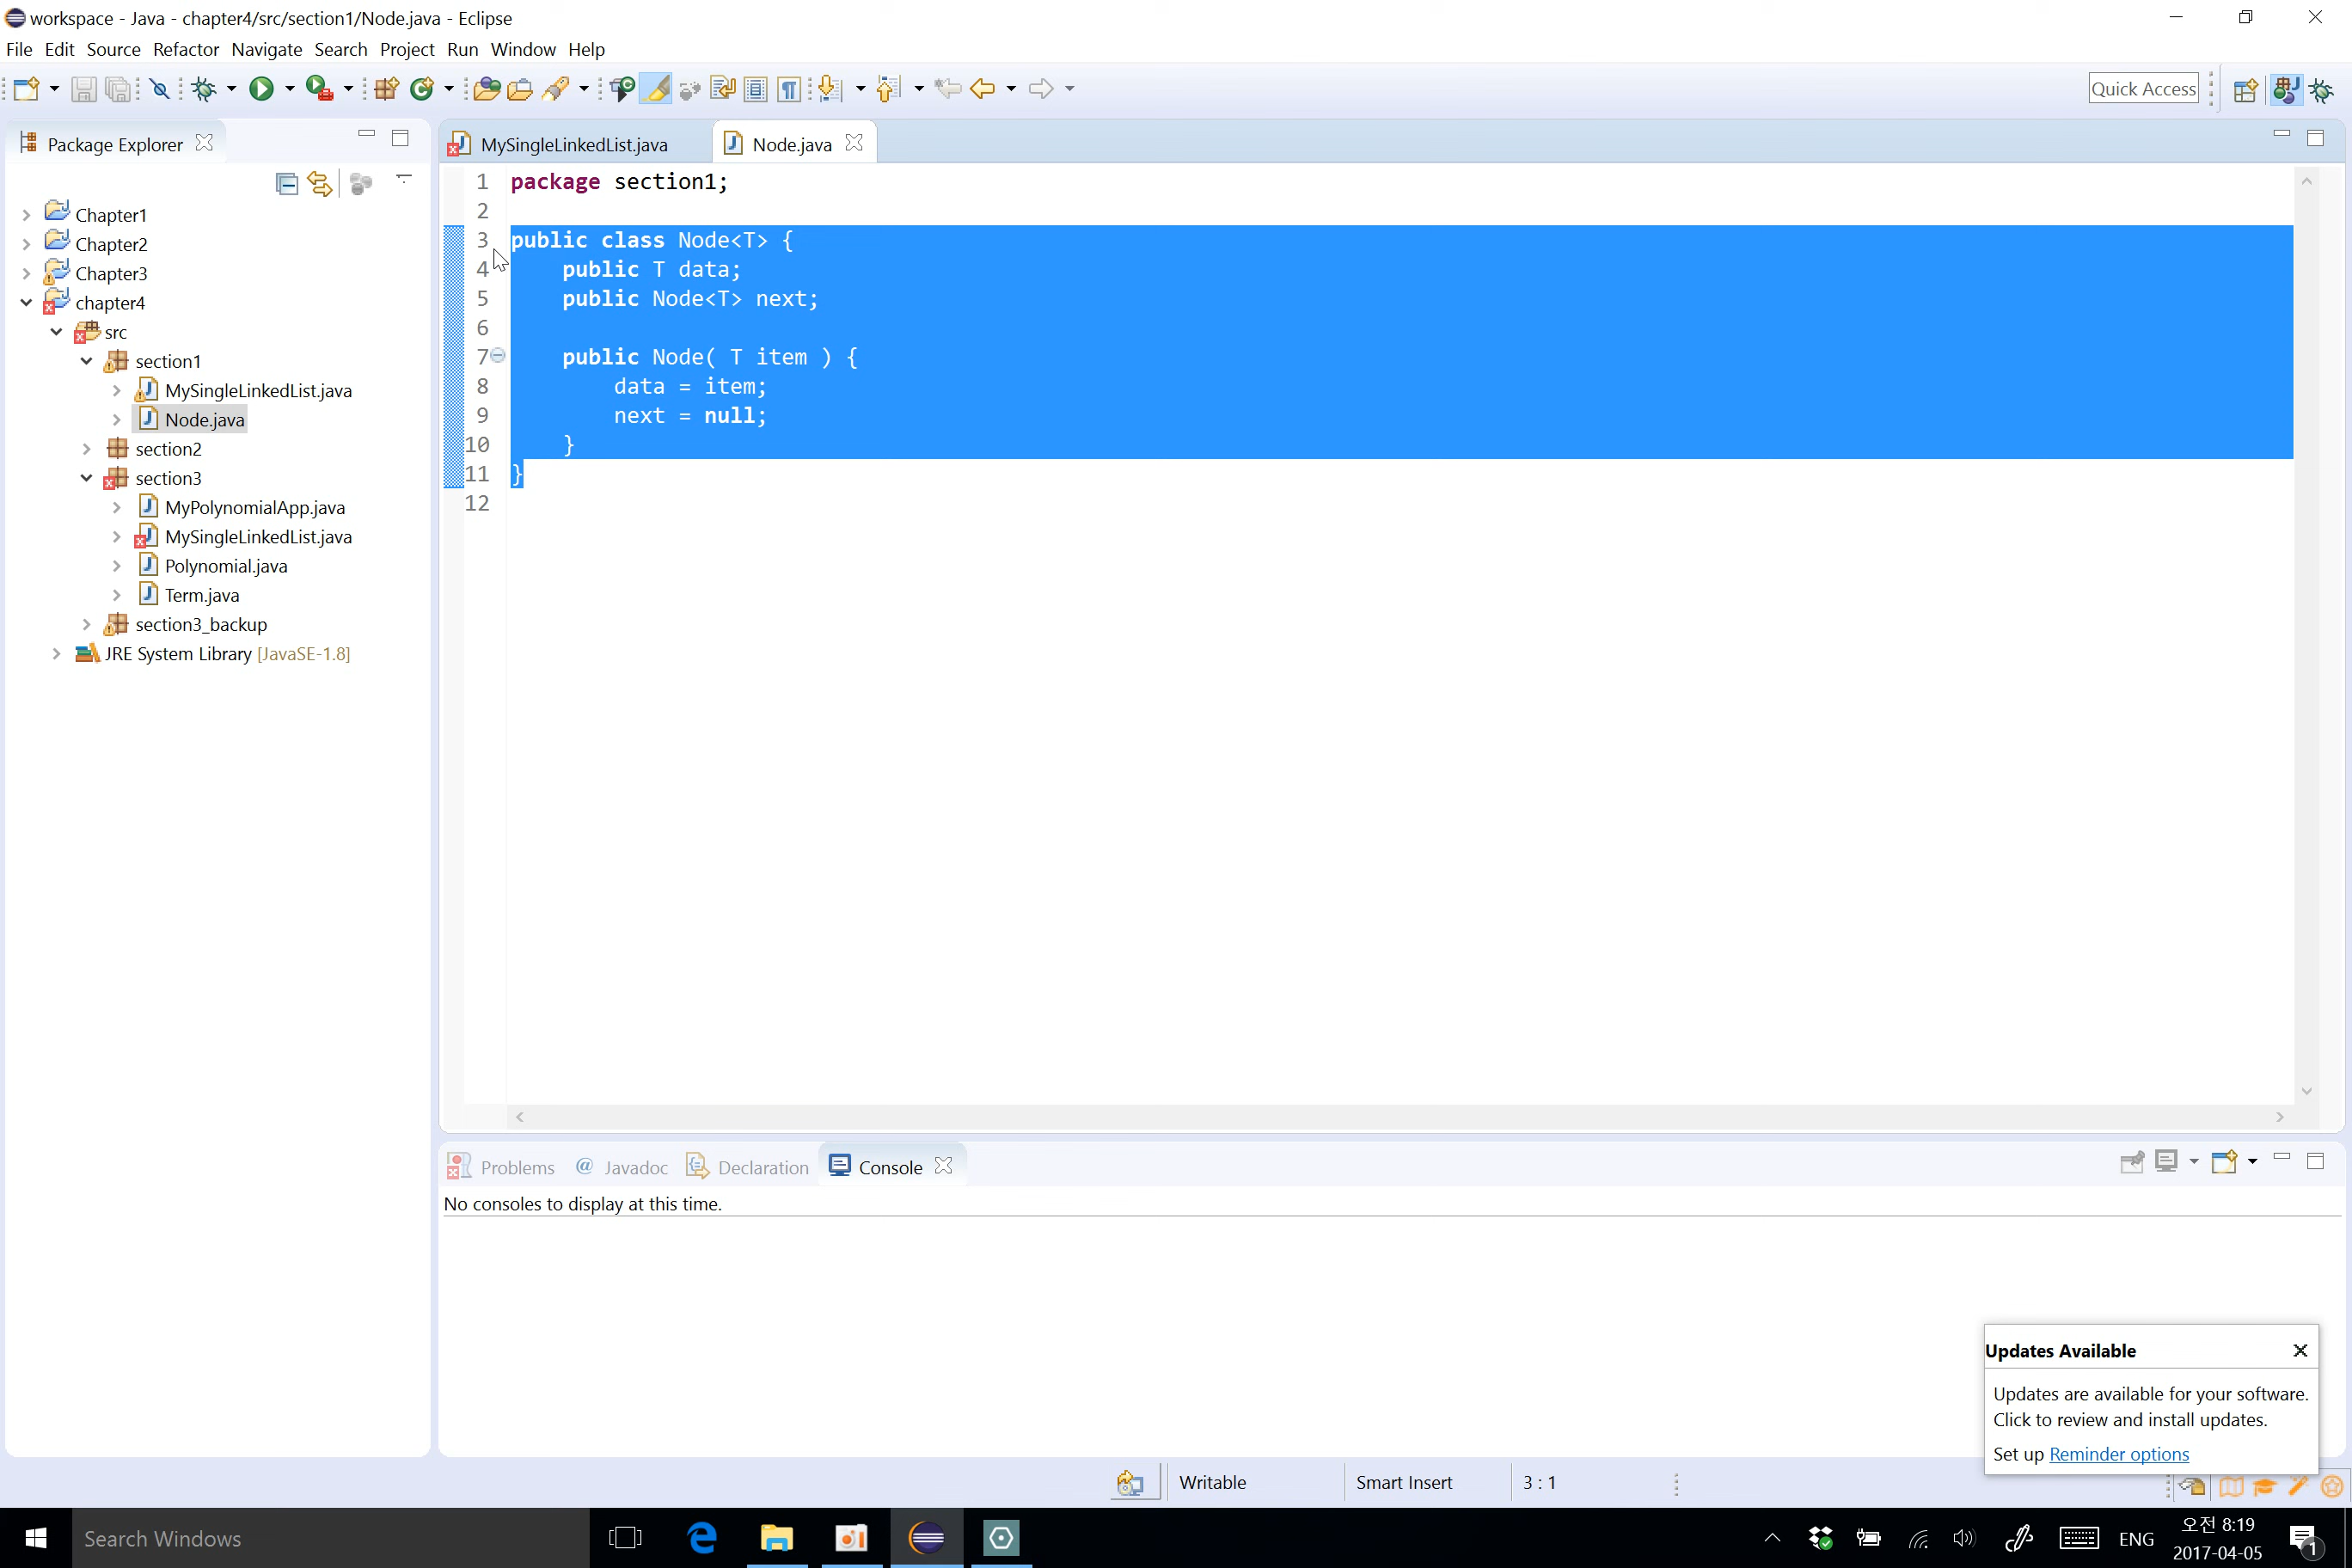 workspace - Java - chapter4/src/section1/Node.java - Eclipse
File Edit Source Refactor Navigate Search Project Run Window Help
Quick Access
Package Explorer
MySingleLinkedList.java
Node.java
Chapter1
Chapter2
Chapter3
chapter4
src
section1
MySingleLinkedList.java
Node.java
section2
section3
MyPolynomialApp.java
MySingleLinkedList.java
Polynomial.java
Term.java
section3_backup
JRE System Library [JavaSE-1.8]
1 package section1;
2
3 public class Node<T> {
4 public T data;
5 public Node<T> next;
6
7 public Node( T item ) {
8 data = item;
9 next = null;
10 }
11 }
12
Problems @ Javadoc Declaration Console
No consoles to display at this time.
Updates Available
Updates are available for your software.
Click to review and install updates.
Set up Reminder options
Writable Smart Insert 3 : 1
Search Windows
ENG
오전 8:19
2017-04-05
1